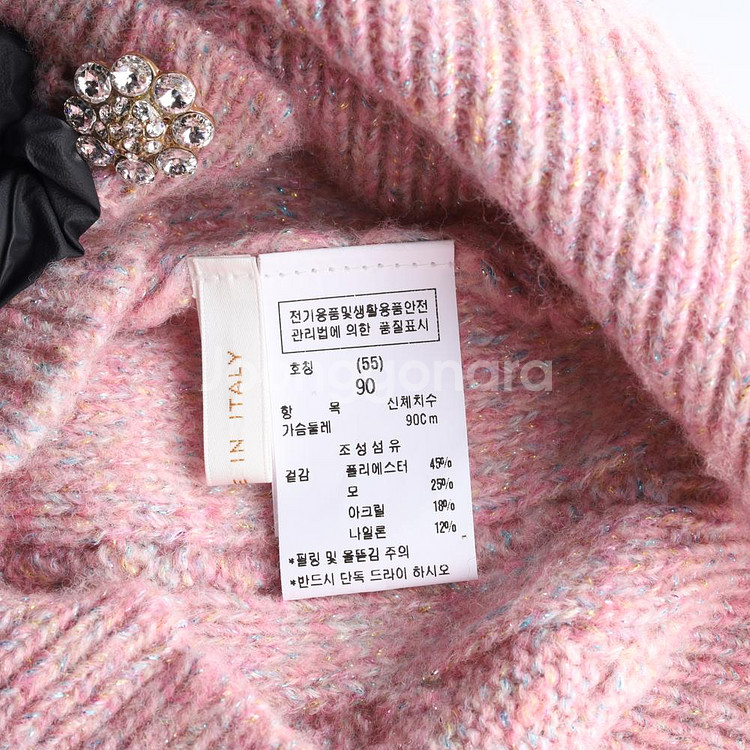 전기용품및생활용품안전
관리법에 의한 품질표시
호칭 (55)
90
항 목 신체치수
가슴둘레 90Cm
조성섬유
겉감 폴리에스터 45%
모 25%
아크릴 18%
나일론 12%
*필링 및 올뜯김 주의
*반드시 단독 드라이 하시오
E IN ITALY
Joonggonara